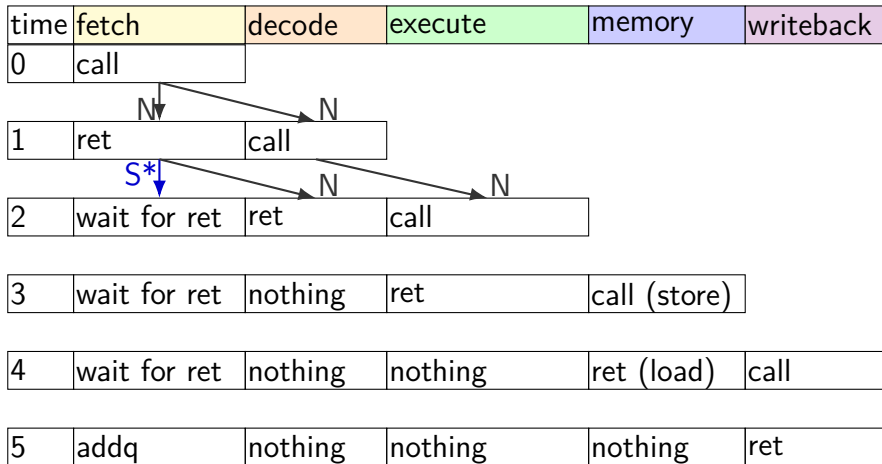 time fetch decode execute memory writeback
0 call
N N
1 ret call
S* N N
2 wait for ret ret call
3 wait for ret nothing ret call (store)
4 wait for ret nothing nothing ret (load) call
5 addq nothing nothing nothing ret